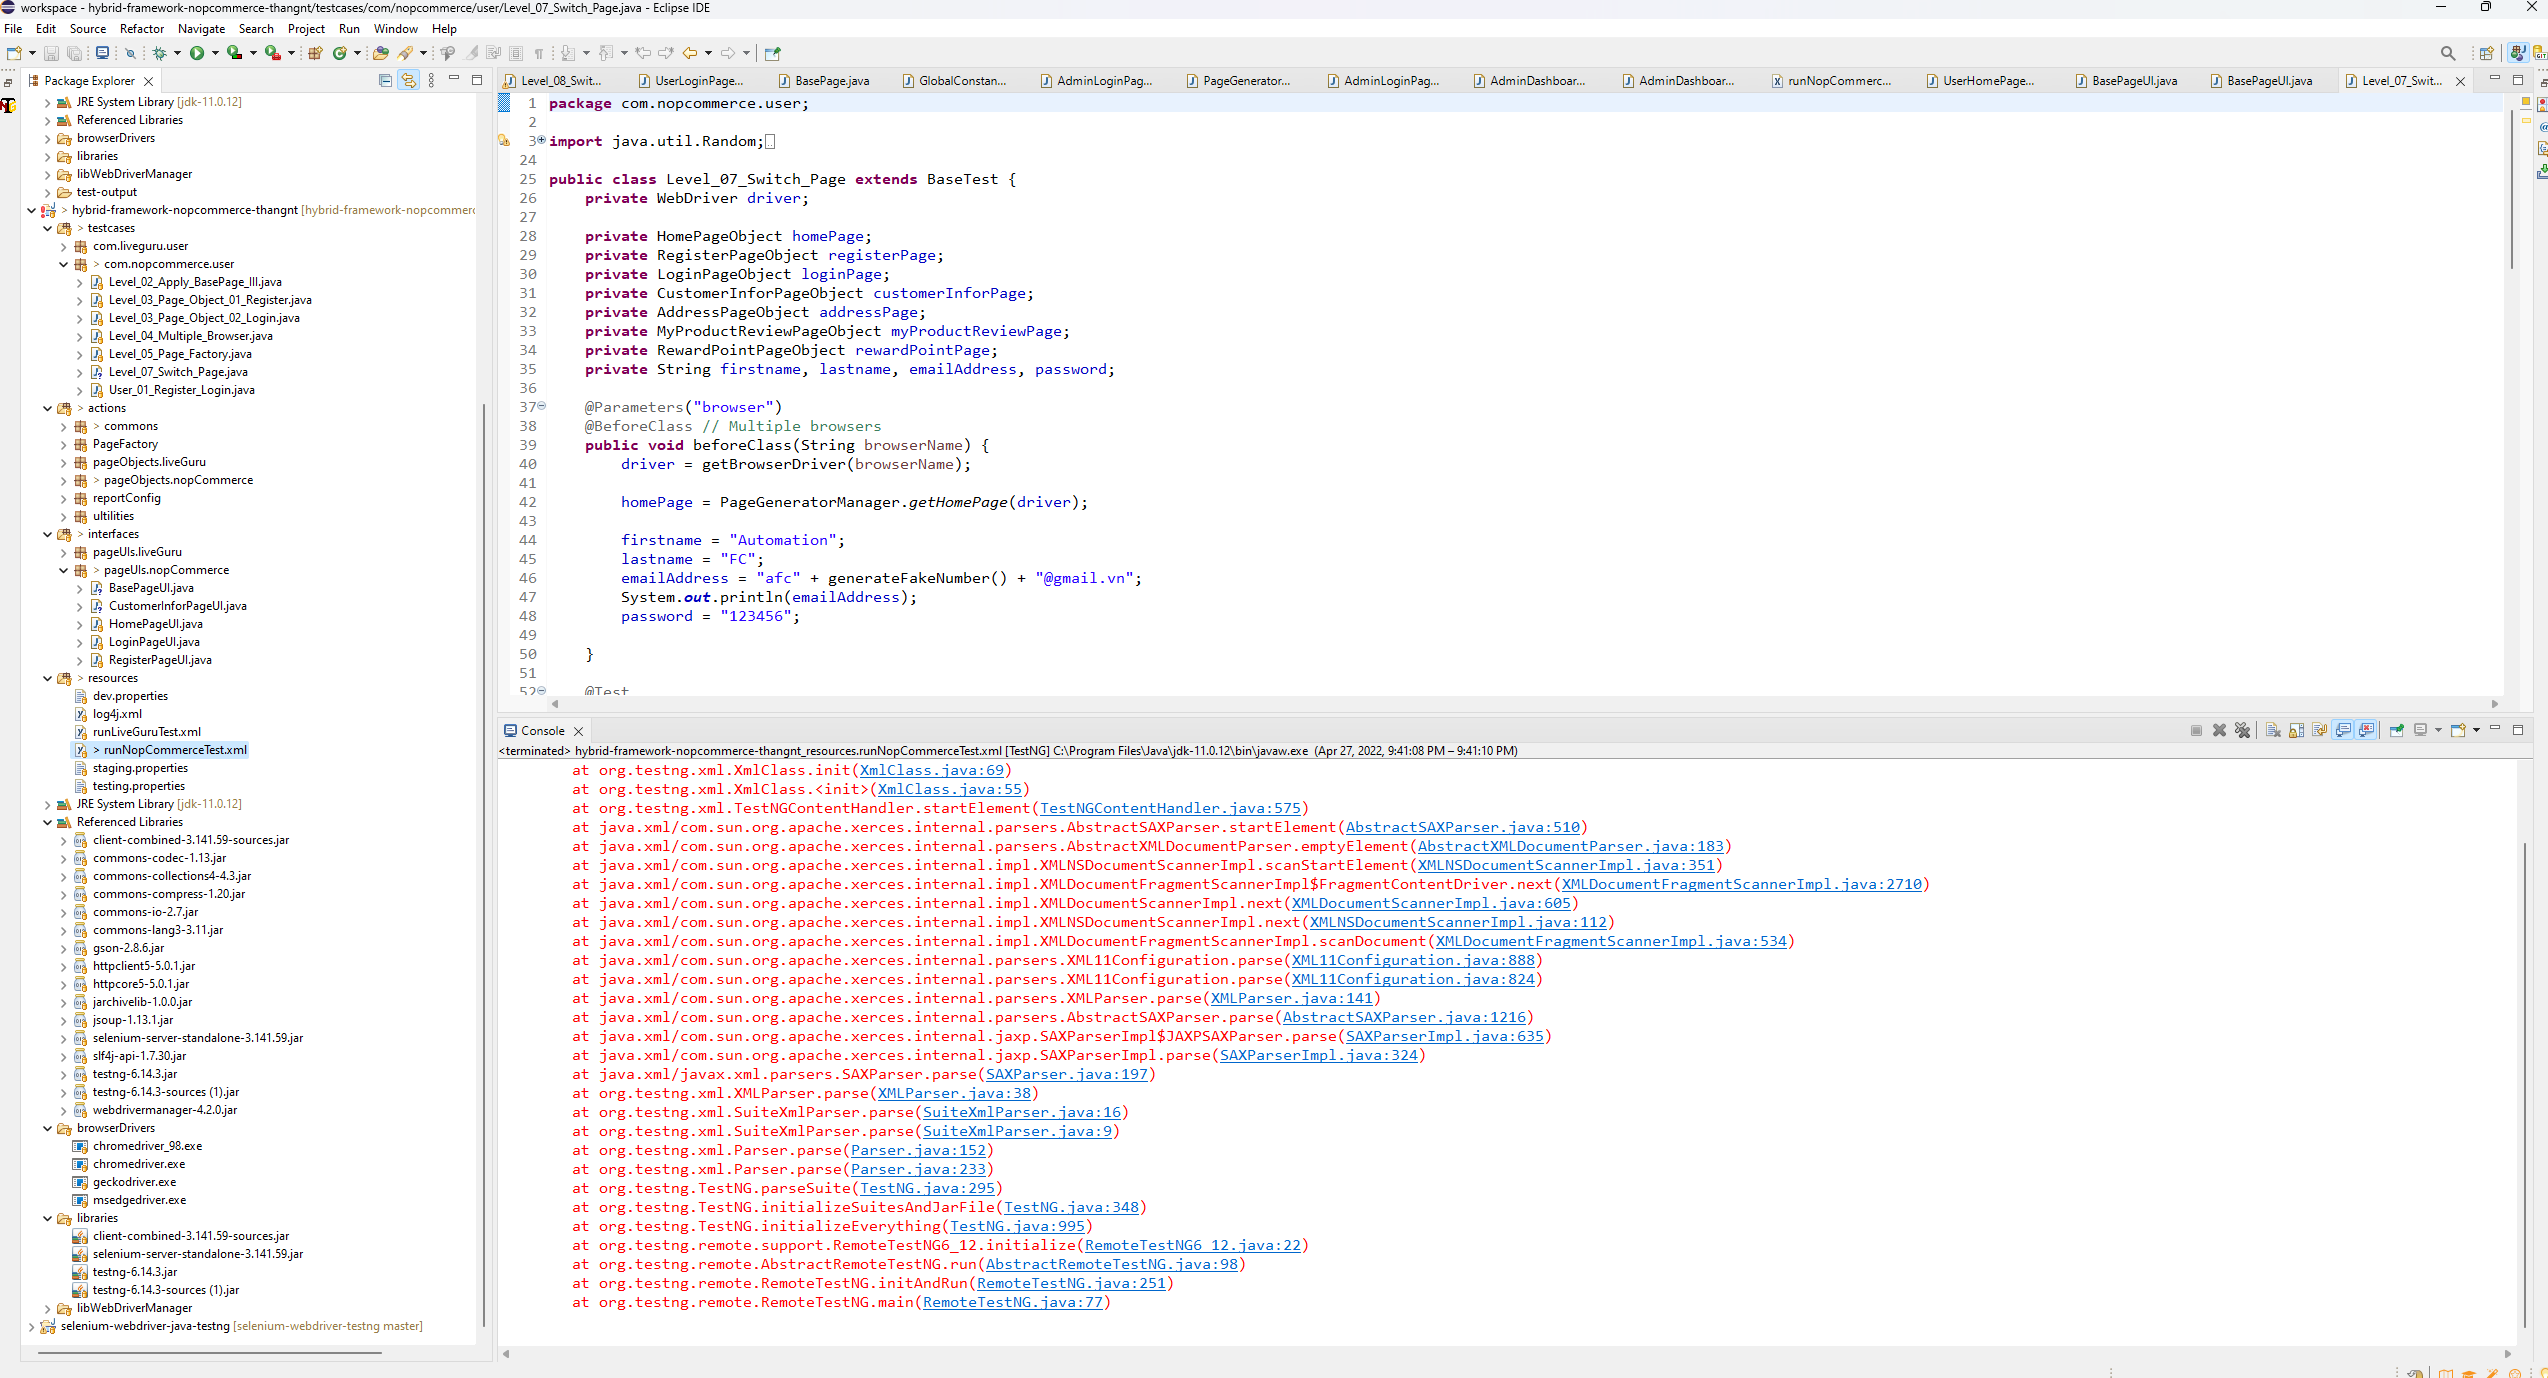 workspace - hybrid-framework-nopcommerce-thangnt/testcases/com/nopcommerce/user/Level_07_Switch_Page.java - Eclipse IDE
File Edit Source Refactor Navigate Search Project Run Window Help
Package Explorer
JRE System Library [jdk-11.0.12]
Referenced Libraries
browserDrivers
libraries
libWebDriverManager
test-output
> hybrid-framework-nopcommerce-thangnt [hybrid-framework-nopcommerc
> testcases
com.liveguru.user
> com.nopcommerce.user
Level_02_Apply_BasePage_III.java
Level_03_Page_Object_01_Register.java
Level_03_Page_Object_02_Login.java
Level_04_Multiple_Browser.java
Level_05_Page_Factory.java
Level_07_Switch_Page.java
User_01_Register_Login.java
> actions
> commons
PageFactory
pageObjects.liveGuru
> pageObjects.nopCommerce
reportConfig
ultilities
> interfaces
pageUIs.liveGuru
> pageUIs.nopCommerce
BasePageUI.java
CustomerInforPageUI.java
HomePageUI.java
LoginPageUI.java
RegisterPageUI.java
> resources
dev.properties
log4j.xml
runLiveGuruTest.xml
> runNopCommerceTest.xml
staging.properties
testing.properties
JRE System Library [jdk-11.0.12]
Referenced Libraries
client-combined-3.141.59-sources.jar
commons-codec-1.13.jar
commons-collections4-4.3.jar
commons-compress-1.20.jar
commons-io-2.7.jar
commons-lang3-3.11.jar
gson-2.8.6.jar
httpclient5-5.0.1.jar
httpcore5-5.0.1.jar
jarchivelib-1.0.0.jar
jsoup-1.13.1.jar
selenium-server-standalone-3.141.59.jar
slf4j-api-1.7.30.jar
testng-6.14.3.jar
testng-6.14.3-sources (1).jar
webdrivermanager-4.2.0.jar
browserDrivers
chromedriver_98.exe
chromedriver.exe
geckodriver.exe
msedgedriver.exe
libraries
client-combined-3.141.59-sources.jar
selenium-server-standalone-3.141.59.jar
testng-6.14.3.jar
testng-6.14.3-sources (1).jar
libWebDriverManager
selenium-webdriver-java-testng [selenium-webdriver-testng master]
Level_08_Swit... UserLoginPage... BasePage.java GlobalConstan... AdminLoginPag... PageGenerator... AdminLoginPag... AdminDashboar... AdminDashboar... runNopCommerc... UserHomePage... BasePageUI.java BasePageUI.java Level_07_Swit...
1 package com.nopcommerce.user;
2
3 import java.util.Random;
24
25 public class Level_07_Switch_Page extends BaseTest {
26 private WebDriver driver;
27
28 private HomePageObject homePage;
29 private RegisterPageObject registerPage;
30 private LoginPageObject loginPage;
31 private CustomerInforPageObject customerInforPage;
32 private AddressPageObject addressPage;
33 private MyProductReviewPageObject myProductReviewPage;
34 private RewardPointPageObject rewardPointPage;
35 private String firstname, lastname, emailAddress, password;
36
37 @Parameters("browser")
38 @BeforeClass // Multiple browsers
39 public void beforeClass(String browserName) {
40 driver = getBrowserDriver(browserName);
41
42 homePage = PageGeneratorManager.getHomePage(driver);
43
44 firstname = "Automation";
45 lastname = "FC";
46 emailAddress = "afc" + generateFakeNumber() + "@gmail.vn";
47 System.out.println(emailAddress);
48 password = "123456";
49
50 }
51
52 @Test
Console
<terminated> hybrid-framework-nopcommerce-thangnt_resources.runNopCommerceTest.xml [TestNG] C:\Program Files\Java\jdk-11.0.12\bin\javaw.exe (Apr 27, 2022, 9:41:08 PM – 9:41:10 PM)
at org.testng.xml.XmlClass.init(XmlClass.java:69)
at org.testng.xml.XmlClass.<init>(XmlClass.java:55)
at org.testng.xml.TestNGContentHandler.startElement(TestNGContentHandler.java:575)
at java.xml/com.sun.org.apache.xerces.internal.parsers.AbstractSAXParser.startElement(AbstractSAXParser.java:510)
at java.xml/com.sun.org.apache.xerces.internal.parsers.AbstractXMLDocumentParser.emptyElement(AbstractXMLDocumentParser.java:183)
at java.xml/com.sun.org.apache.xerces.internal.impl.XMLNSDocumentScannerImpl.scanStartElement(XMLNSDocumentScannerImpl.java:351)
at java.xml/com.sun.org.apache.xerces.internal.impl.XMLDocumentFragmentScannerImpl$FragmentContentDriver.next(XMLDocumentFragmentScannerImpl.java:2710)
at java.xml/com.sun.org.apache.xerces.internal.impl.XMLDocumentScannerImpl.next(XMLDocumentScannerImpl.java:605)
at java.xml/com.sun.org.apache.xerces.internal.impl.XMLNSDocumentScannerImpl.next(XMLNSDocumentScannerImpl.java:112)
at java.xml/com.sun.org.apache.xerces.internal.impl.XMLDocumentFragmentScannerImpl.scanDocument(XMLDocumentFragmentScannerImpl.java:534)
at java.xml/com.sun.org.apache.xerces.internal.parsers.XML11Configuration.parse(XML11Configuration.java:888)
at java.xml/com.sun.org.apache.xerces.internal.parsers.XML11Configuration.parse(XML11Configuration.java:824)
at java.xml/com.sun.org.apache.xerces.internal.parsers.XMLParser.parse(XMLParser.java:141)
at java.xml/com.sun.org.apache.xerces.internal.parsers.AbstractSAXParser.parse(AbstractSAXParser.java:1216)
at java.xml/com.sun.org.apache.xerces.internal.jaxp.SAXParserImpl$JAXPSAXParser.parse(SAXParserImpl.java:635)
at java.xml/com.sun.org.apache.xerces.internal.jaxp.SAXParserImpl.parse(SAXParserImpl.java:324)
at java.xml/javax.xml.parsers.SAXParser.parse(SAXParser.java:197)
at org.testng.xml.XMLParser.parse(XMLParser.java:38)
at org.testng.xml.SuiteXmlParser.parse(SuiteXmlParser.java:16)
at org.testng.xml.SuiteXmlParser.parse(SuiteXmlParser.java:9)
at org.testng.xml.Parser.parse(Parser.java:152)
at org.testng.xml.Parser.parse(Parser.java:233)
at org.testng.TestNG.parseSuite(TestNG.java:295)
at org.testng.TestNG.initializeSuitesAndJarFile(TestNG.java:348)
at org.testng.TestNG.initializeEverything(TestNG.java:995)
at org.testng.remote.support.RemoteTestNG6_12.initialize(RemoteTestNG6_12.java:22)
at org.testng.remote.AbstractRemoteTestNG.run(AbstractRemoteTestNG.java:98)
at org.testng.remote.RemoteTestNG.initAndRun(RemoteTestNG.java:251)
at org.testng.remote.RemoteTestNG.main(RemoteTestNG.java:77)